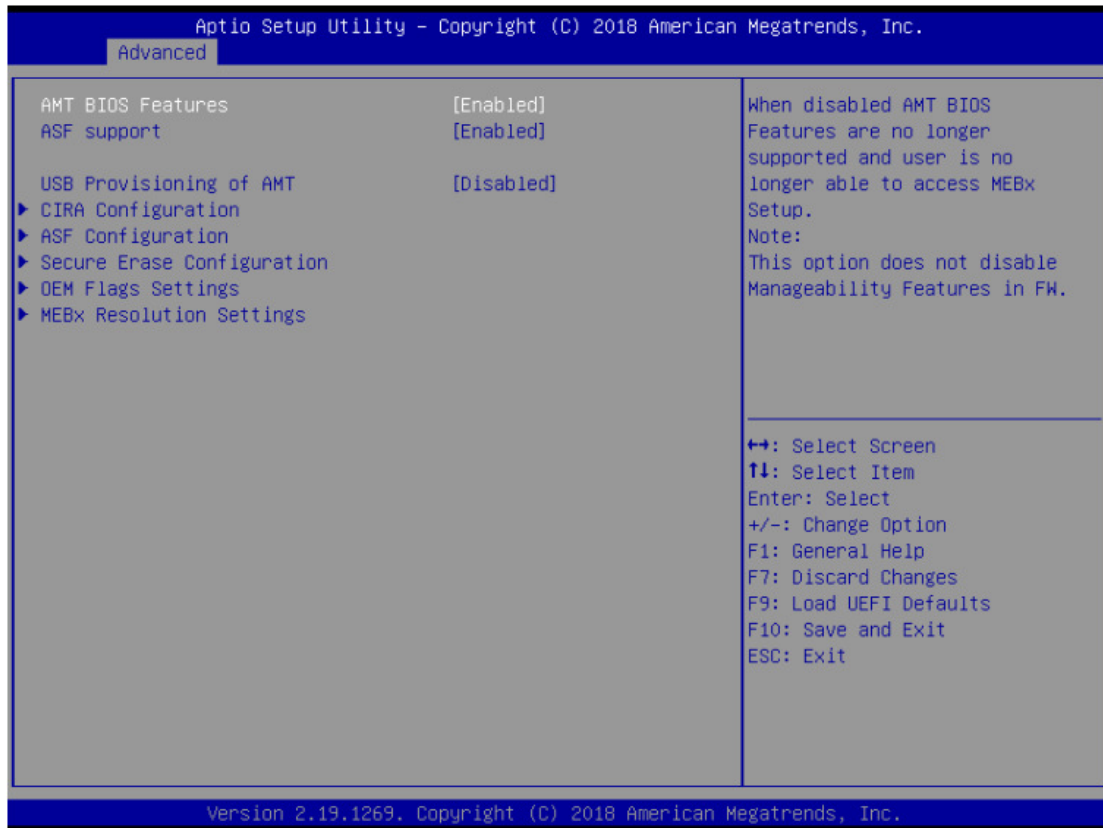 Aptio Setup Utility – Copyright (C) 2018 American Megatrends, Inc.
Advanced
AMT BIOS Features [Enabled]
ASF support [Enabled]
USB Provisioning of AMT [Disabled]
▶ CIRA Configuration
▶ ASF Configuration
▶ Secure Erase Configuration
▶ OEM Flags Settings
▶ MEBx Resolution Settings
When disabled AMT BIOS
Features are no longer
supported and user is no
longer able to access MEBx
Setup.
Note:
This option does not disable
Manageability Features in FW.
↔: Select Screen
↑↓: Select Item
Enter: Select
+/-: Change Option
F1: General Help
F7: Discard Changes
F9: Load UEFI Defaults
F10: Save and Exit
ESC: Exit
Version 2.19.1269. Copyright (C) 2018 American Megatrends, Inc.